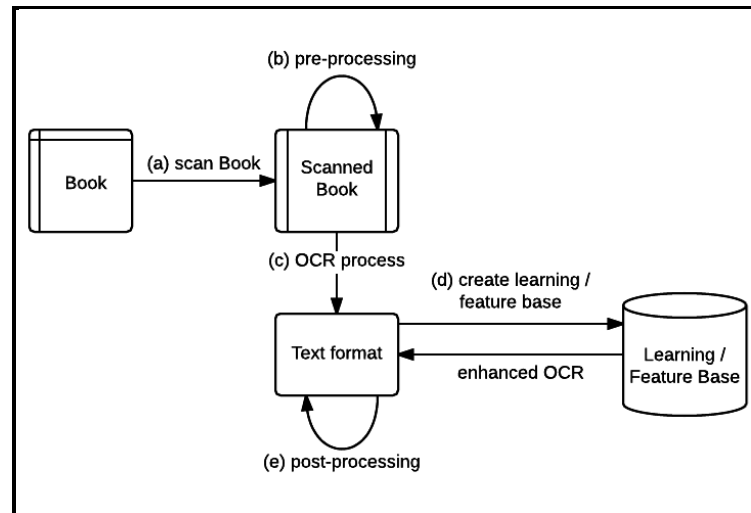 (b) pre-processing
Book
(a) scan Book
Scanned
Book
(c) OCR process
(d) create learning /
feature base
Text format
enhanced OCR
Learning /
Feature Base
(e) post-processing